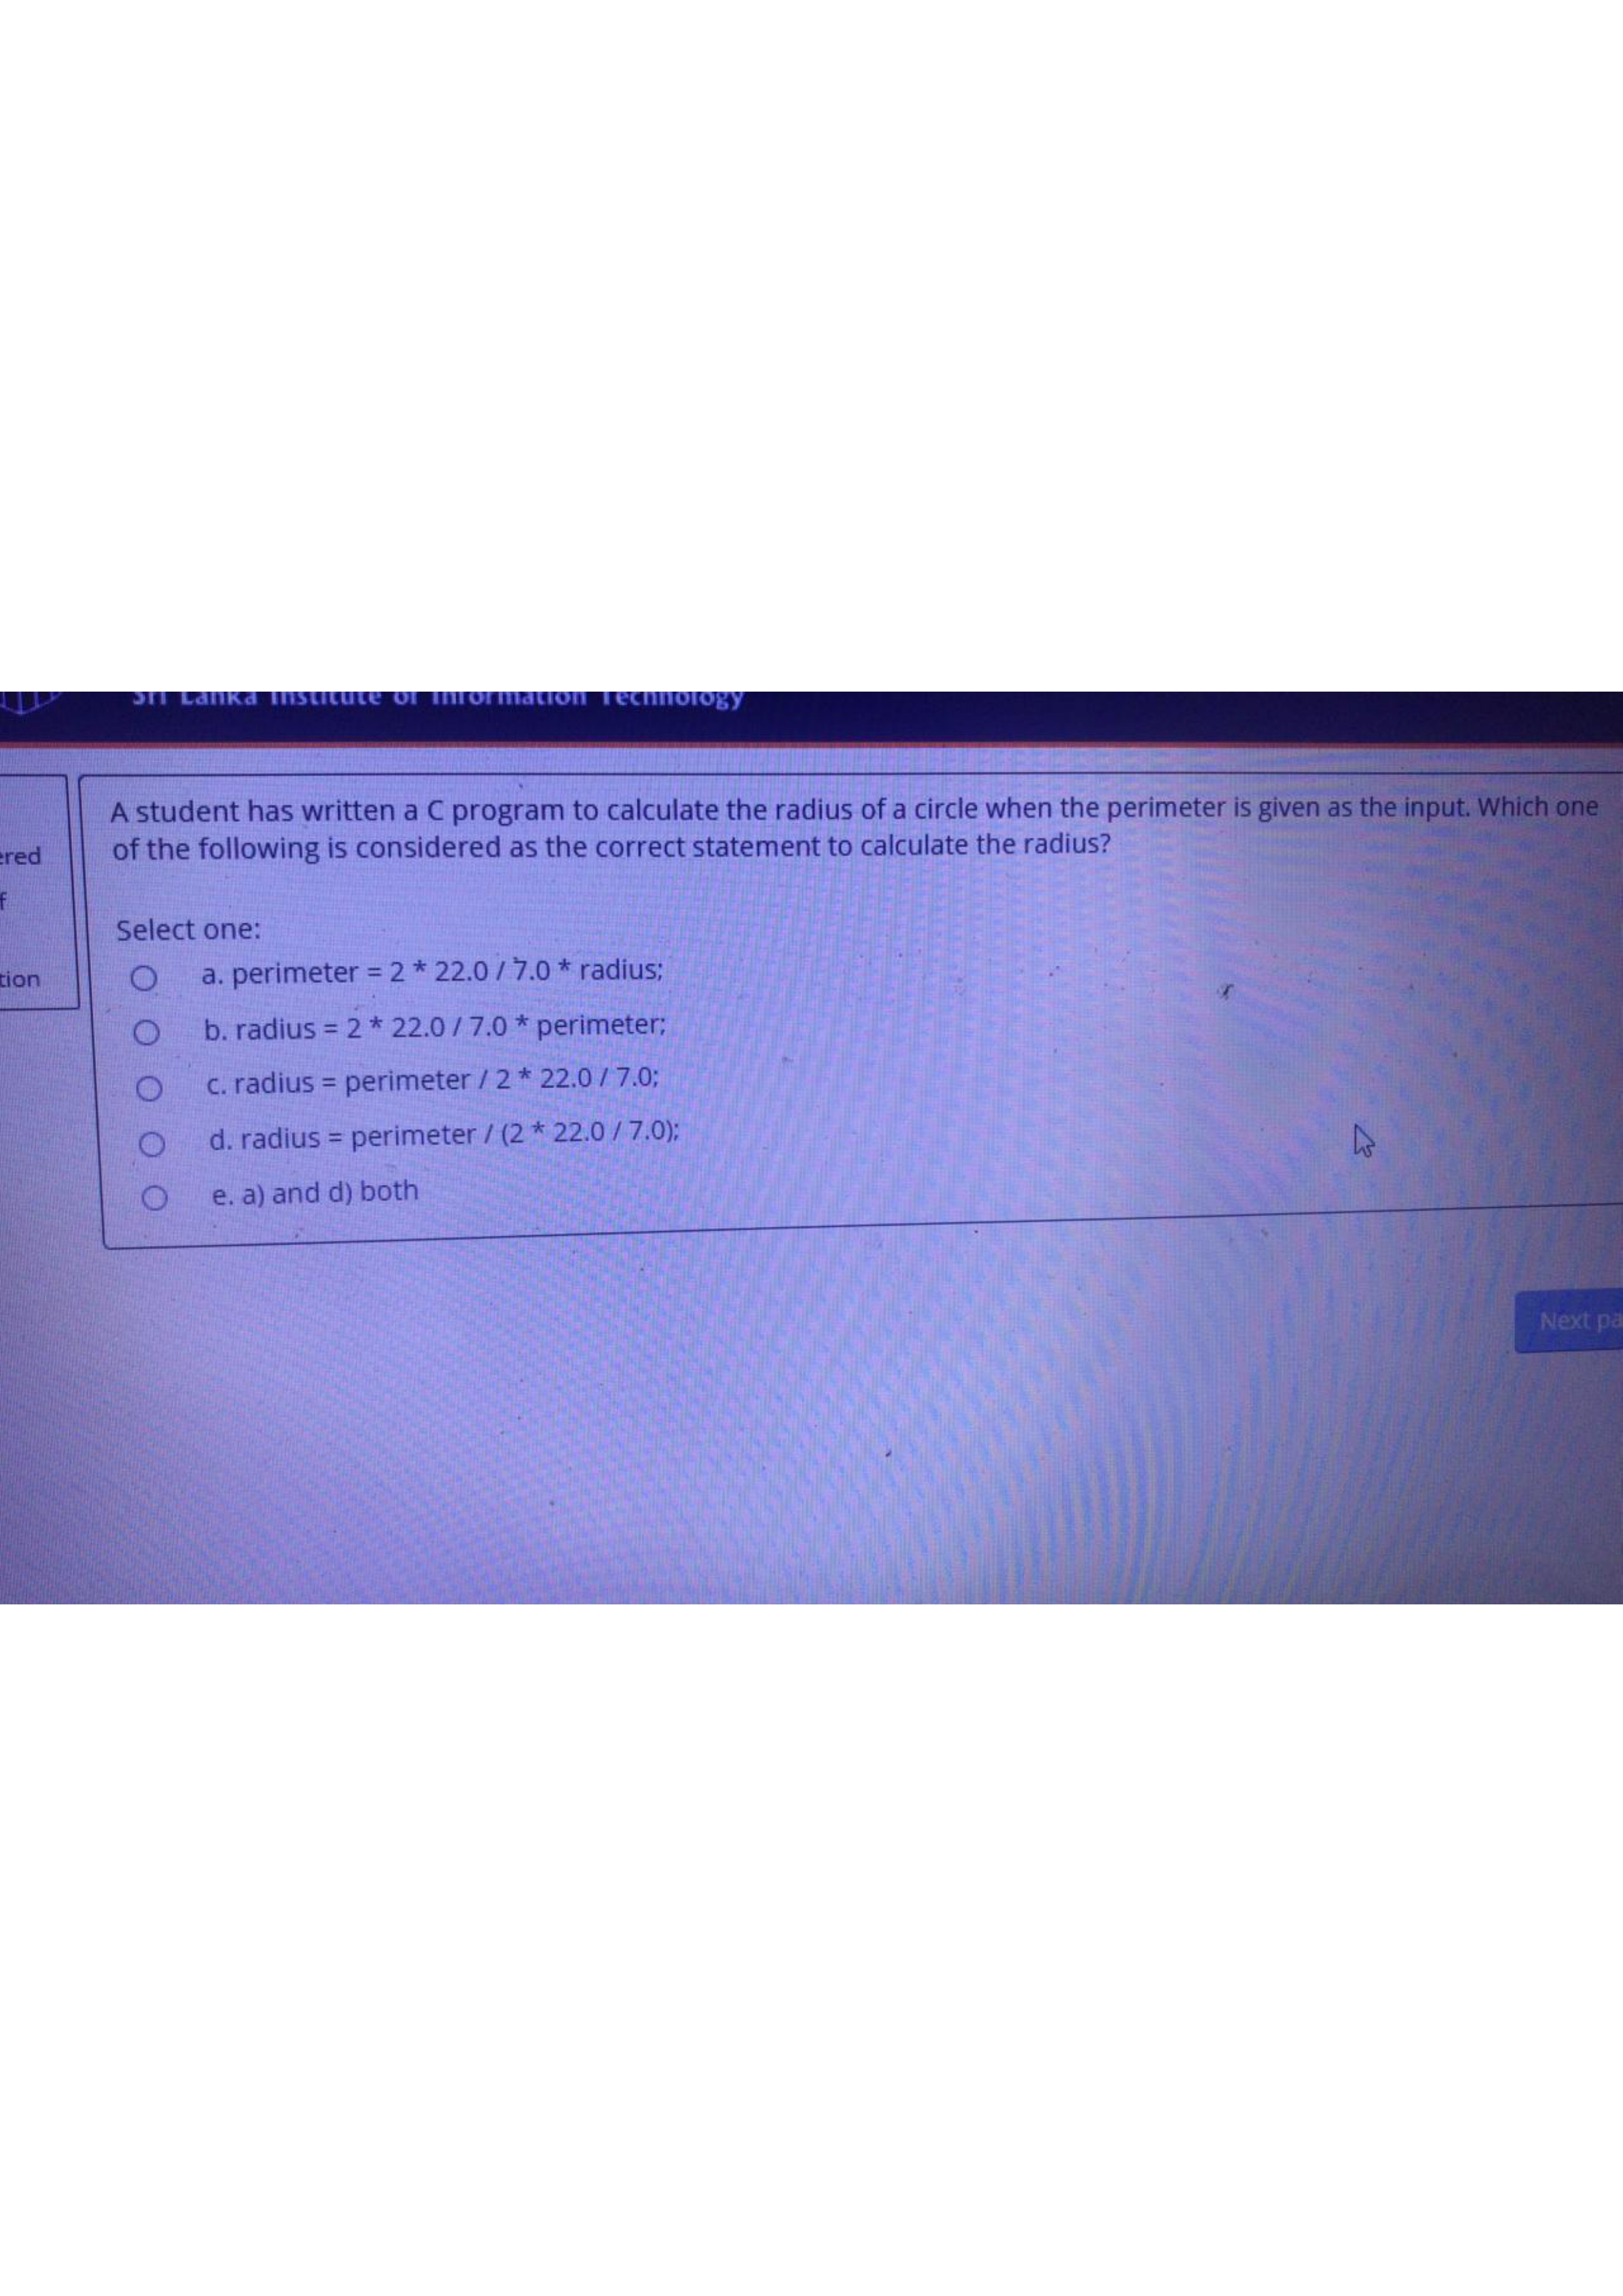 Sri Lanka Institute of Information Technology
A student has written a C program to calculate the radius of a circle when the perimeter is given as the input. Which one
of the following is considered as the correct statement to calculate the radius?
ered
f
tion
Select one:
a. perimeter = 2 * 22.0 / 7.0 * radius;
b. radius = 2 * 22.0 / 7.0 * perimeter;
c. radius = perimeter / 2 * 22.0 / 7.0;
d. radius = perimeter / (2 * 22.0 / 7.0);
e. a) and d) both
Next pa